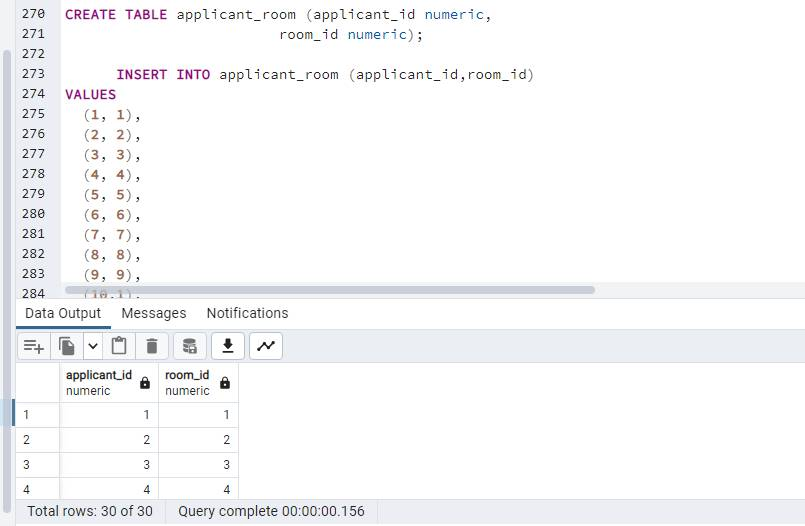 270 CREATE TABLE applicant_room (applicant_id numeric,
271 room_id numeric);
272
273 INSERT INTO applicant_room (applicant_id,room_id)
274 VALUES
275 (1, 1),
276 (2, 2),
277 (3, 3),
278 (4, 4),
279 (5, 5),
280 (6, 6),
281 (7, 7),
282 (8, 8),
283 (9, 9),
284 (10,1),
Data Output Messages Notifications
applicant_id room_id
numeric numeric
1 1 1
2 2 2
3 3 3
4 4 4
Total rows: 30 of 30 Query complete 00:00:00.156